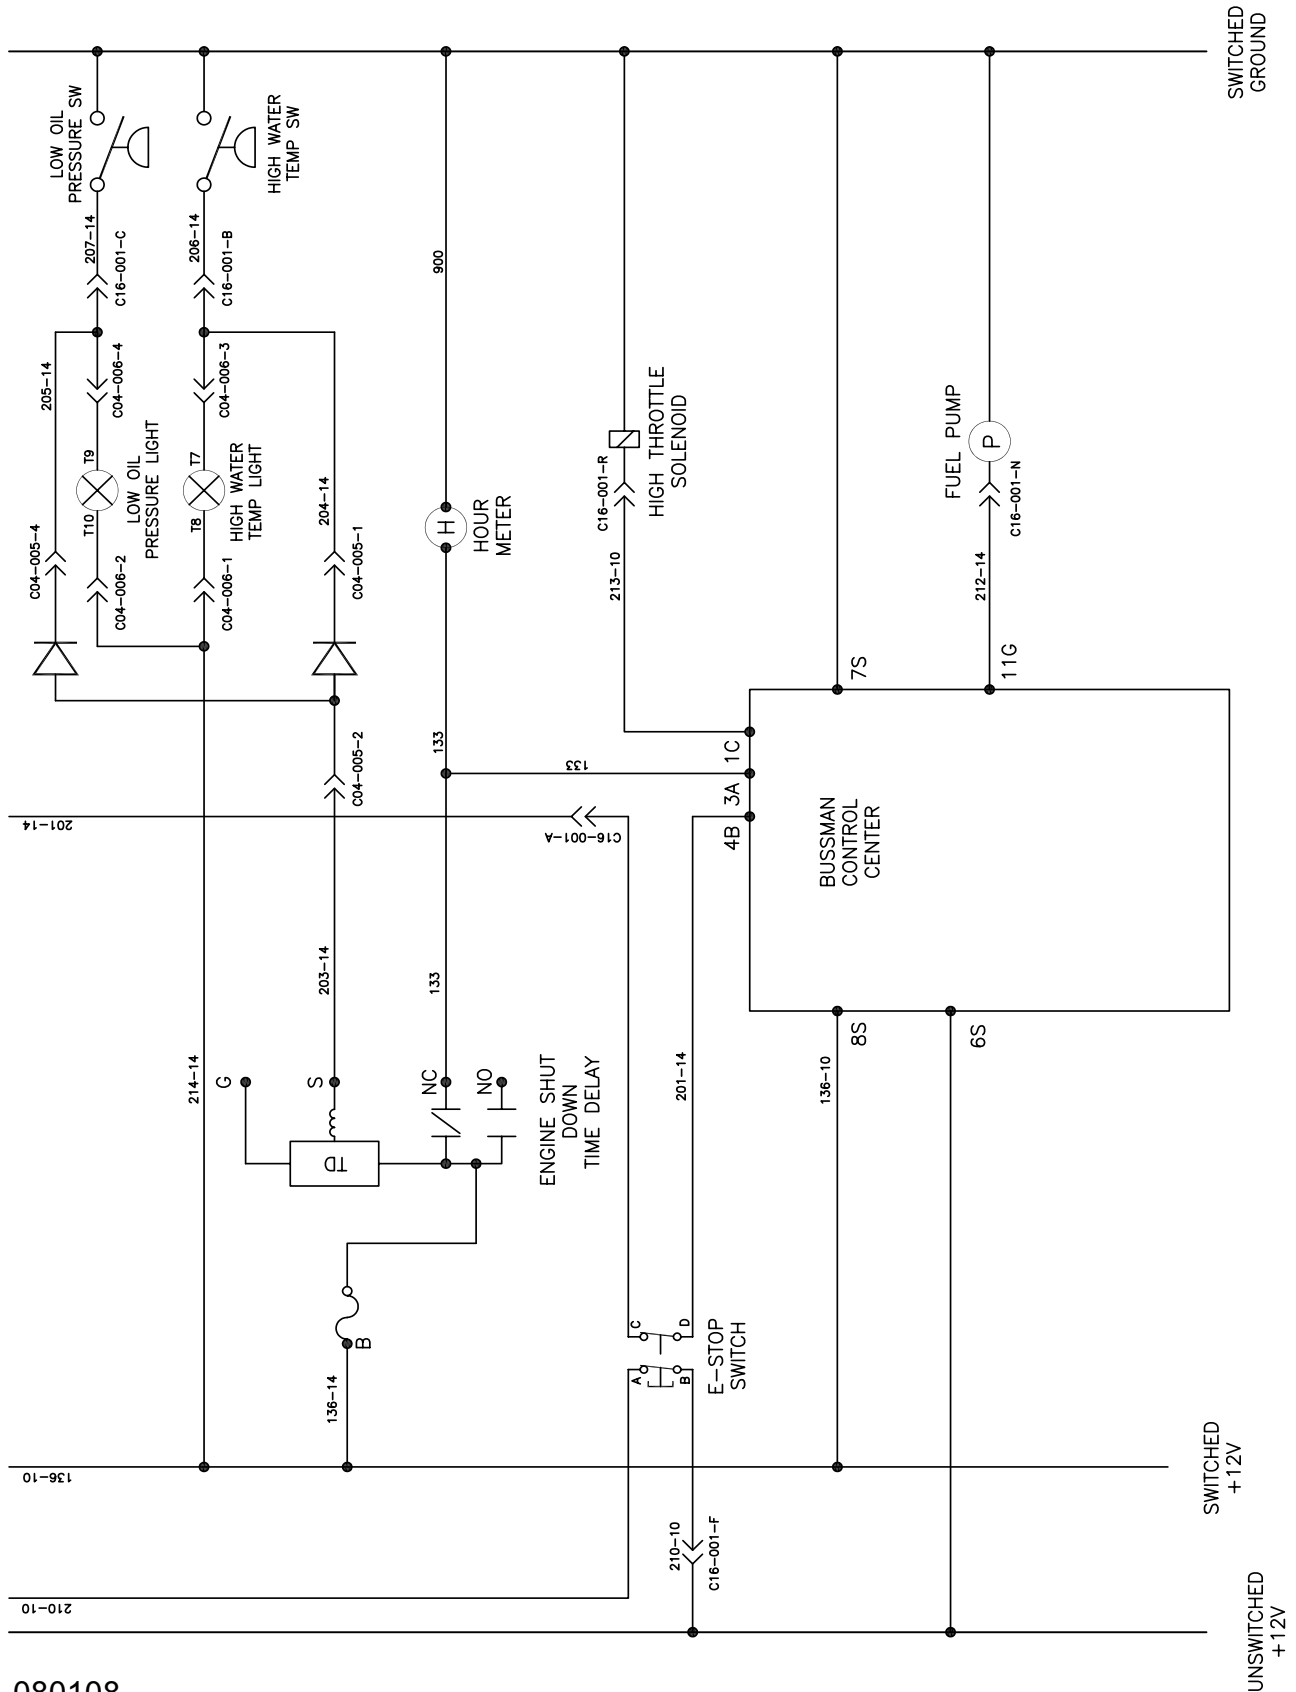 SWITCHED
GROUND
LOW OIL
PRESSURE SW
HIGH WATER
TEMP SW
207-14
C16-001-C
206-14
C16-001-B
900
205-14
C04-006-4
C04-006-3
T9
T10
LOW OIL
PRESSURE LIGHT
T7
T8
HIGH WATER
TEMP LIGHT
204-14
C04-005-4
C04-006-2
C04-006-1
C04-005-1
H
HOUR
METER
C16-001-R
HIGH THROTTLE
SOLENOID
213-10
FUEL PUMP
P
C16-001-N
212-14
7S
11G
133
133
1C
3A
4B
C04-005-2
201-14
C16-001-A
BUSSMAN
CONTROL
CENTER
203-14
133
8S
6S
214-14
G
S
NC
NO
TD
ENGINE SHUT
DOWN
TIME DELAY
201-14
136-10
B
136-14
C
D
A
B
E-STOP
SWITCH
136-10
SWITCHED
+12V
210-10
C16-001-F
210-10
UNSWITCHED
+12V
080108